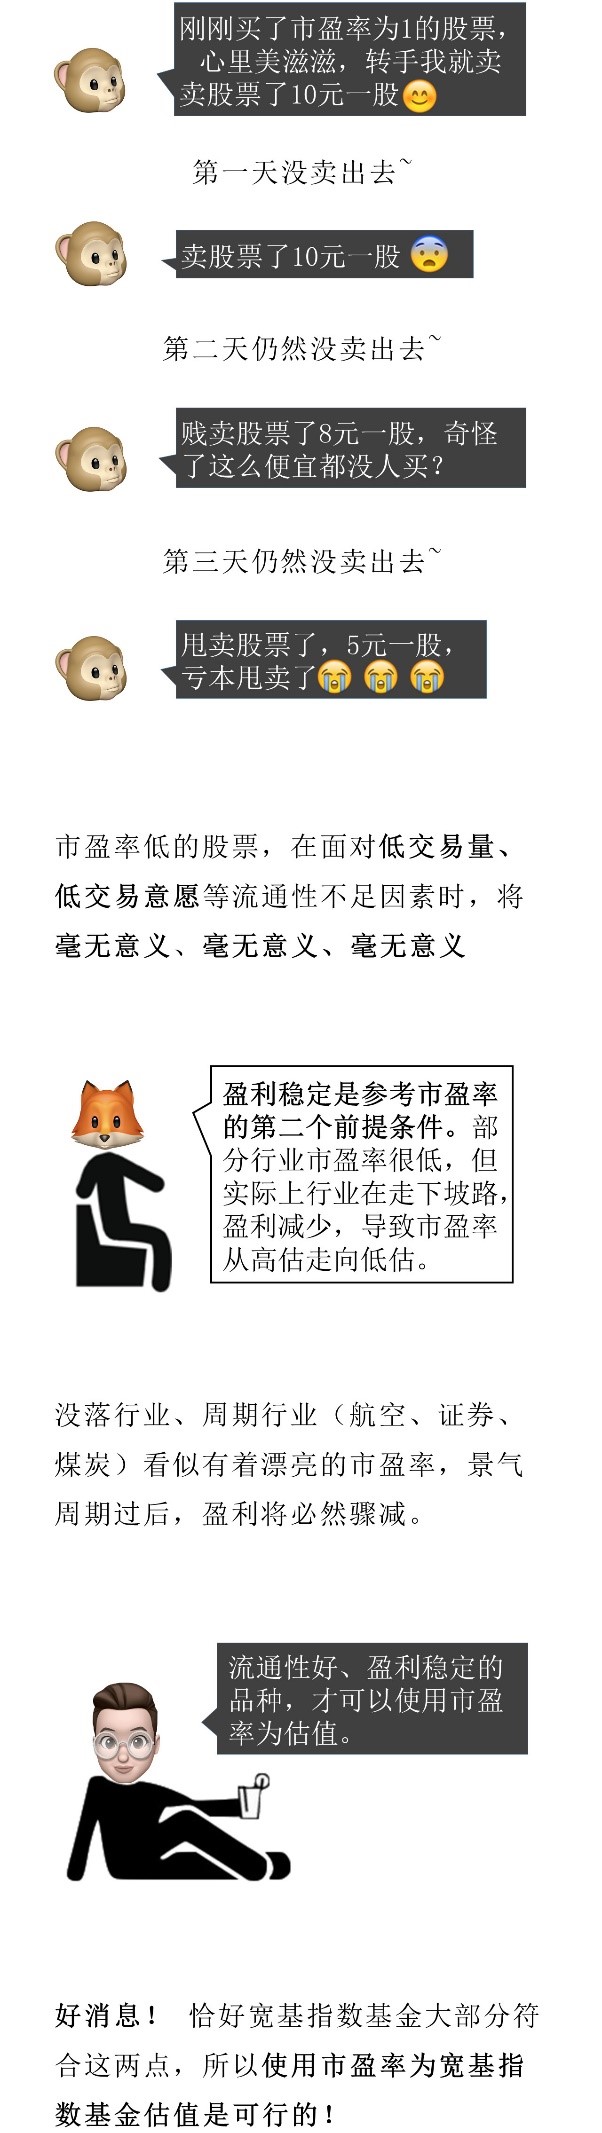 刚刚买了市盈率为1的股票，
心里美滋滋，转手我就卖
卖股票了10元一股😊
第一天没卖出去~
卖股票了10元一股 😨
第二天仍然没卖出去~
贱卖股票了8元一股，奇怪
了这么便宜都没人买？
第三天仍然没卖出去~
甩卖股票了，5元一股，
亏本甩卖了😭 😭 😭
市盈率低的股票，在面对低交易量、
低交易意愿等流通性不足因素时，将
毫无意义、毫无意义、毫无意义
盈利稳定是参考市盈率
的第二个前提条件。部
分行业市盈率很低，但
实际上行业在走下坡路，
盈利减少，导致市盈率
从高估走向低估。
没落行业、周期行业（航空、证券、
煤炭）看似有着漂亮的市盈率，景气
周期过后，盈利将必然骤减。
流通性好、盈利稳定的
品种，才可以使用市盈
率为估值。
好消息！ 恰好宽基指数基金大部分符
合这两点，所以使用市盈率为宽基指
数基金估值是可行的！